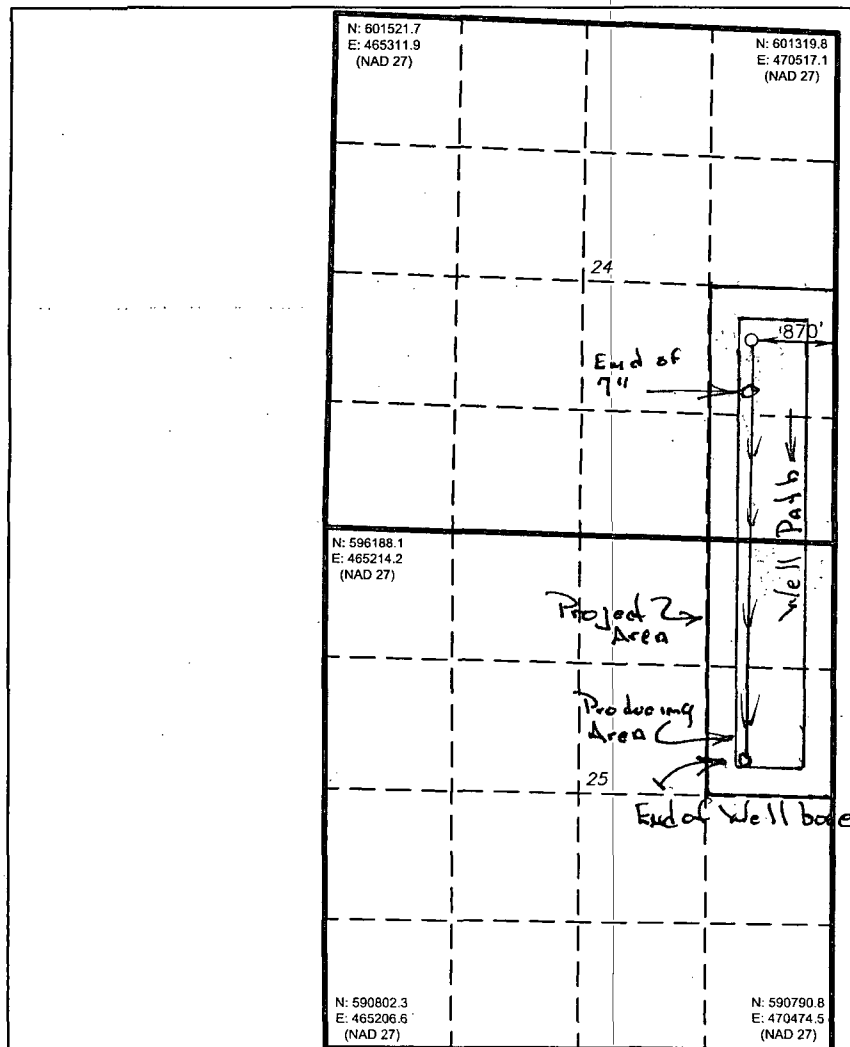 N: 601521.7
E: 465311.9
(NAD 27)
N: 601319.8
E: 470517.1
(NAD 27)
24
870'
End of
7"
Well Path
N: 596188.1
E: 465214.2
(NAD 27)
Project
Area
Producing
Area
25
End of Well bore
N: 590802.3
E: 465206.6
(NAD 27)
N: 590790.8
E: 470474.5
(NAD 27)